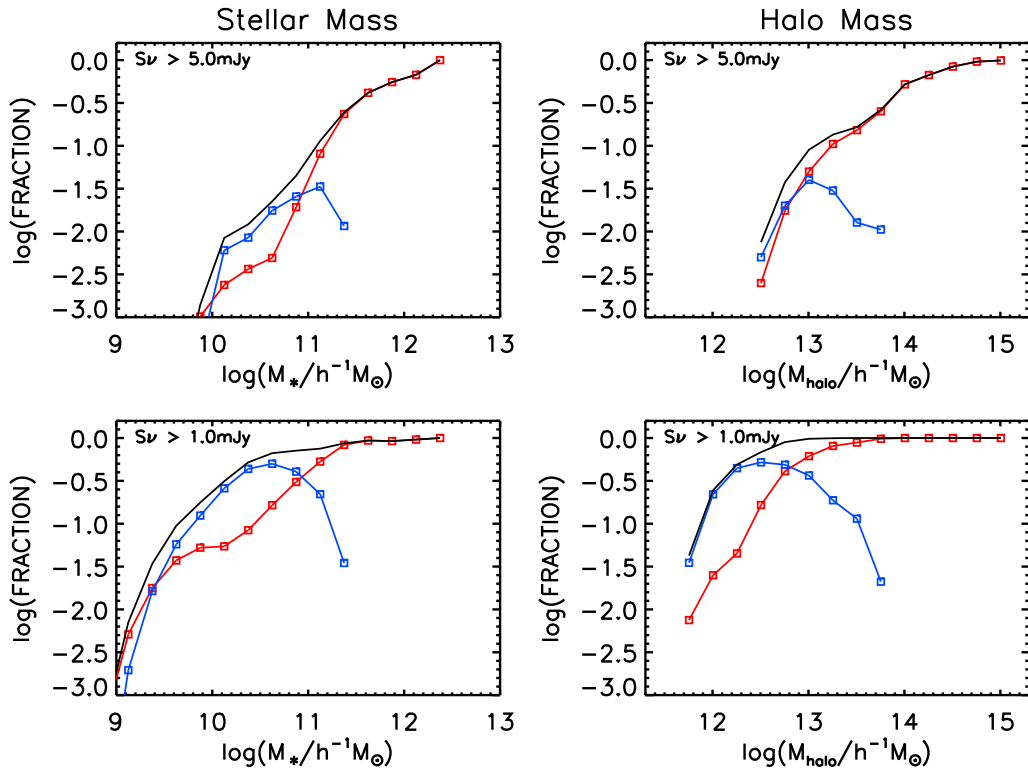 Stellar Mass
Halo Mass
Sν > 5.0mJy
0.0
−0.5
−1.0
−1.5
−2.0
−2.5
−3.0
log(FRACTION)
9 10 11 12 13
log(M*/h⁻¹M⊙)
Sν > 5.0mJy
0.0
−0.5
−1.0
−1.5
−2.0
−2.5
−3.0
log(FRACTION)
12 13 14 15
log(Mhalo/h⁻¹M⊙)
Sν > 1.0mJy
0.0
−0.5
−1.0
−1.5
−2.0
−2.5
−3.0
log(FRACTION)
9 10 11 12 13
log(M*/h⁻¹M⊙)
Sν > 1.0mJy
0.0
−0.5
−1.0
−1.5
−2.0
−2.5
−3.0
log(FRACTION)
12 13 14 15
log(Mhalo/h⁻¹M⊙)